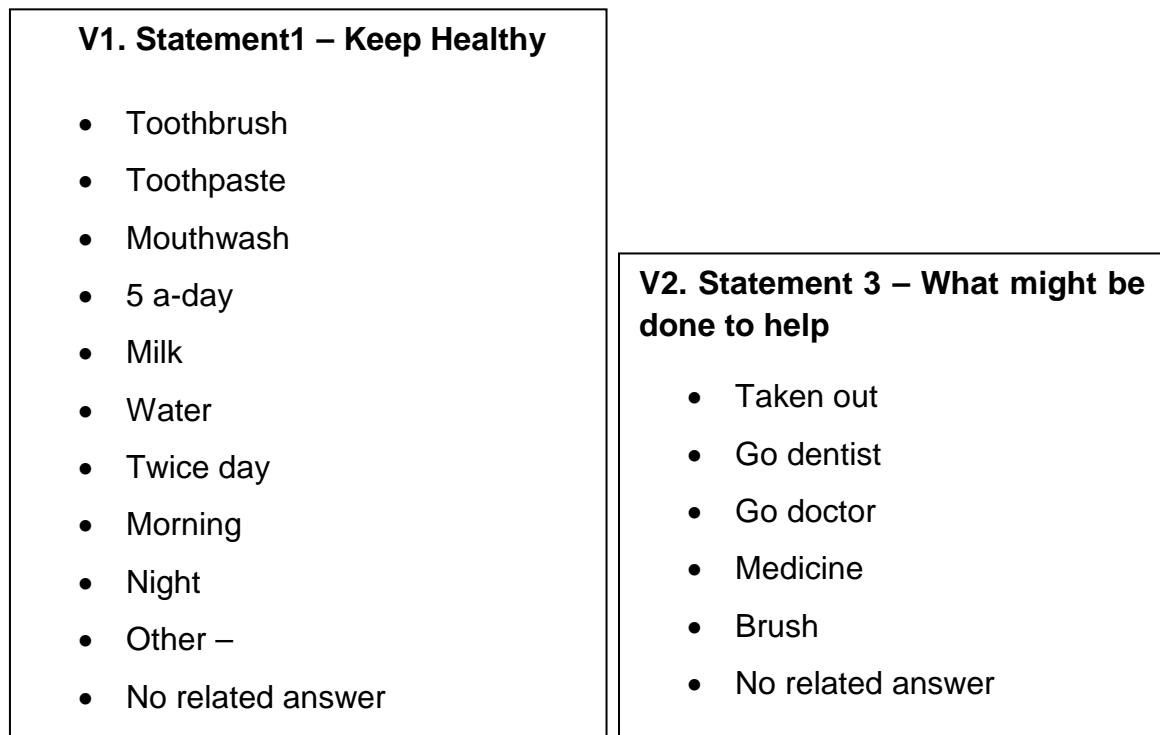 V1. Statement1 – Keep Healthy
• Toothbrush
• Toothpaste
• Mouthwash
• 5 a-day
• Milk
• Water
• Twice day
• Morning
• Night
• Other –
• No related answer
V2. Statement 3 – What might be
done to help
• Taken out
• Go dentist
• Go doctor
• Medicine
• Brush
• No related answer